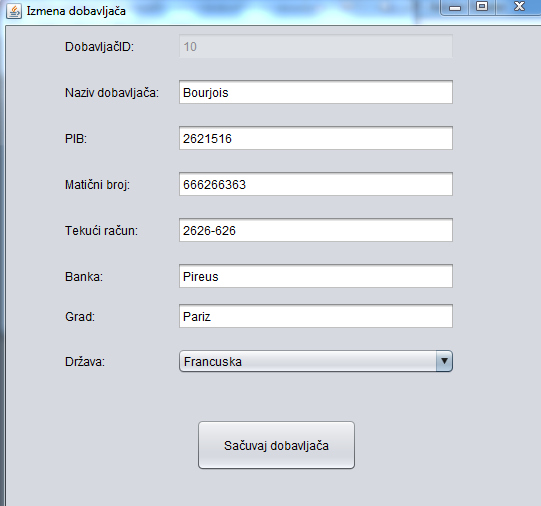 Izmena dobavljača
DobavljačID: 10
Naziv dobavljača: Bourjois
PIB: 2621516
Matični broj: 666266363
Tekući račun: 2626-626
Banka: Pireus
Grad: Pariz
Država: Francuska
Sačuvaj dobavljača